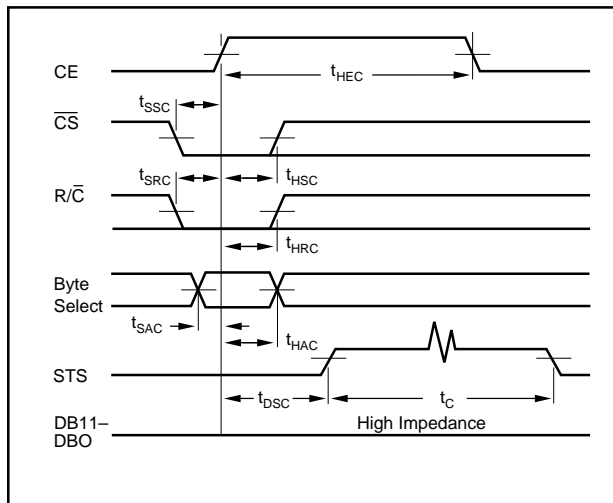 CE
tHEC
tSSC
CS
tSRC
tHSC
R/C
tHRC
Byte
Select
tSAC
tHAC
STS
tDSC
tC
DB11–
DBO
High Impedance